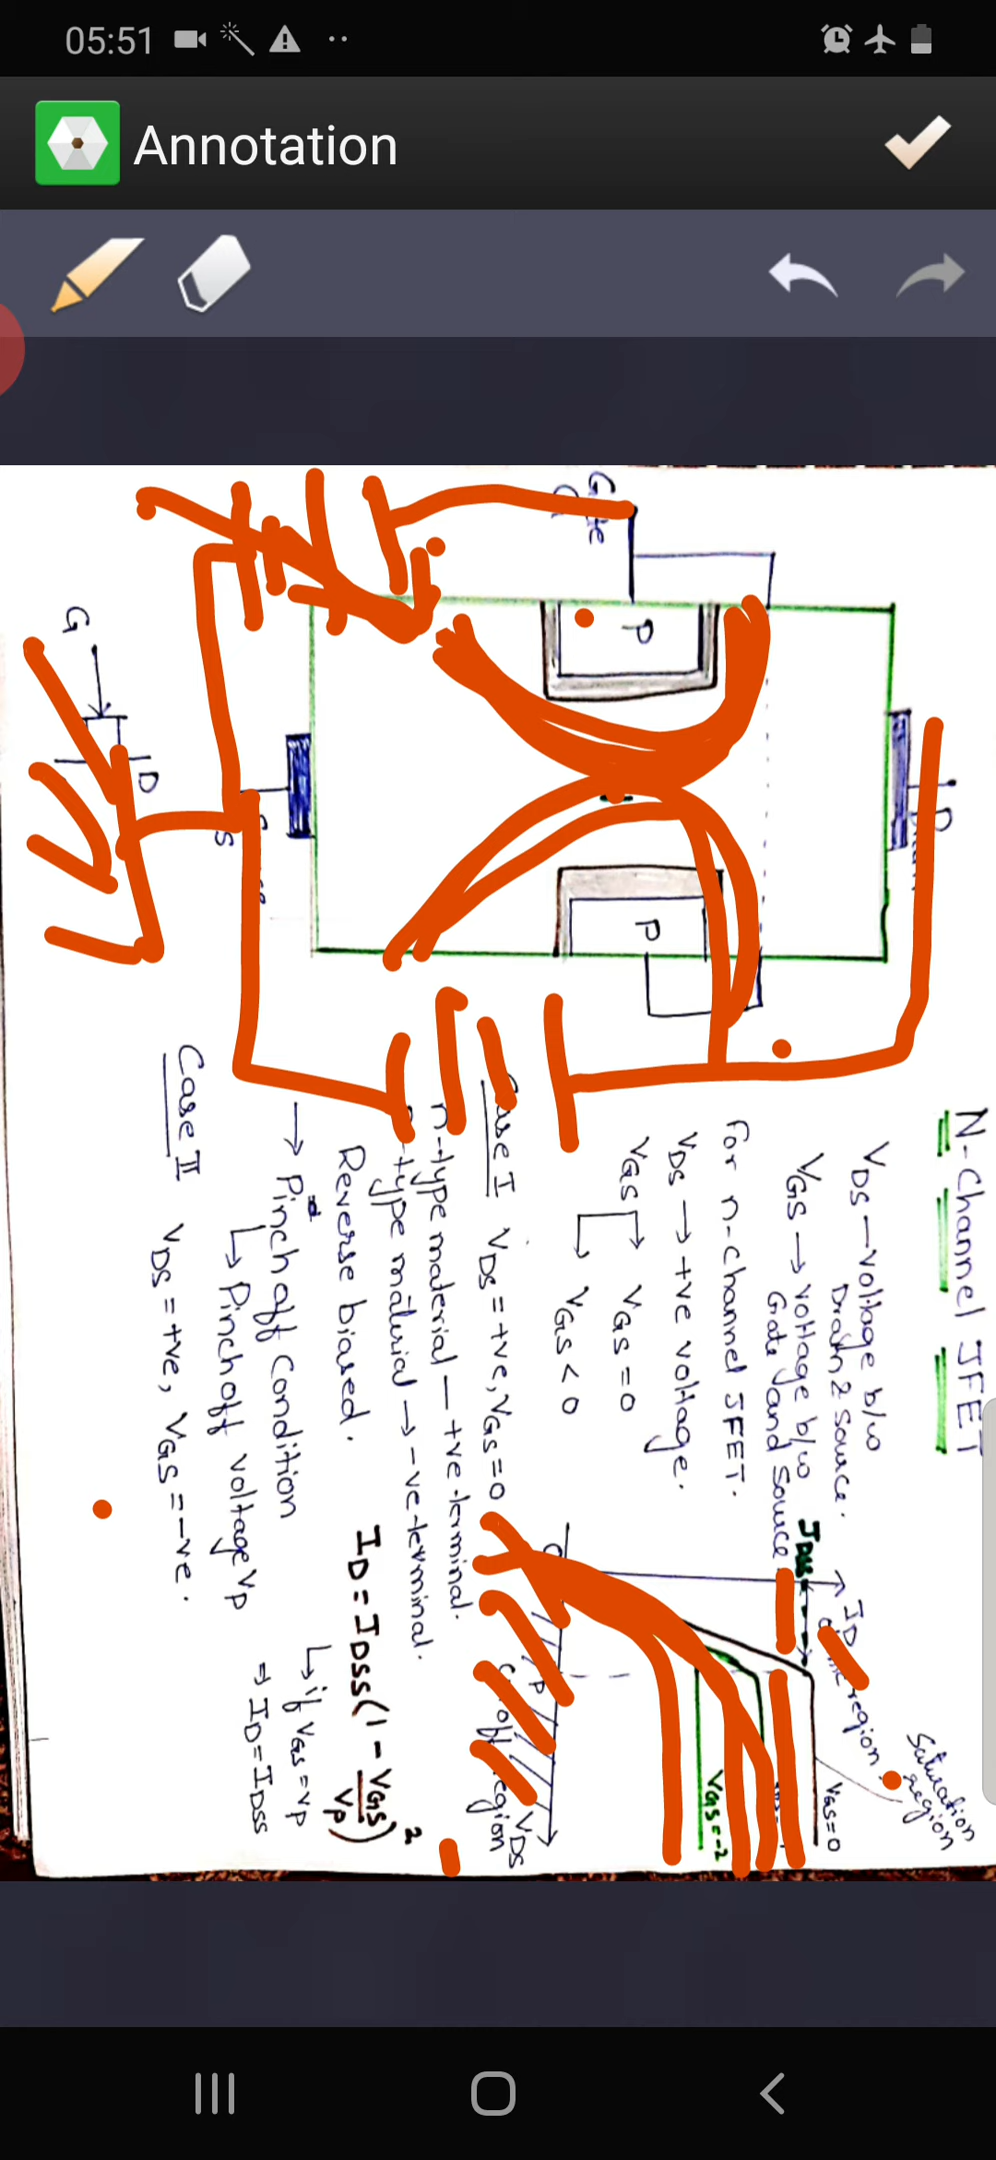 05:51
Annotation
N-Channel JFET
VDS — voltage b/w
Drain & Source.
VGS → voltage b/w
Gate and Source
for n-channel JFET.
VDS → +ve voltage.
VGS → VGS = 0
VGS < 0
Case I VDS = +ve, VGS = 0
n-type material — +ve terminal.
-type material → -ve terminal.
Reverse biased.
→ Pinch off Condition
↳ Pinch off voltage Vp
Case II VDS = +ve, VGS = -ve.
Gate
P
P
D
G
D
S
IDSS
ID
region
Saturation
region
VGS=0
VGS=-2
VDS
off region
ID = IDSS(1 - VGS/VP)²
↳ if VGS = VP
⇒ ID = IDSS